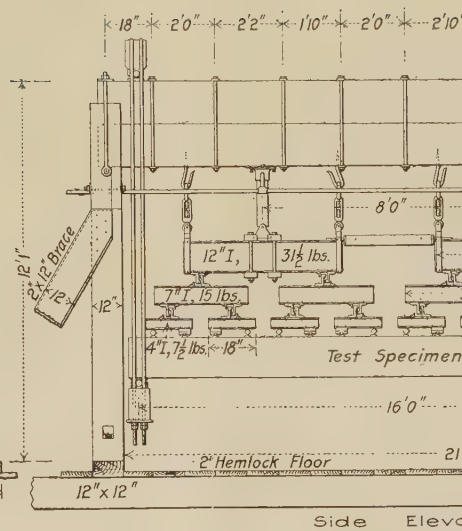 18" 2'0" 2'2" 1'10" 2'0" 2'10"
8'0"
12'1"
2"x12" Brace
12" I, 31½ lbs.
12"
7" I, 15 lbs.
12"
4" I, 7½ lbs. 18"
Test Specimen
16'0"
21
2" Hemlock Floor
12" x 12"
Side Eleva